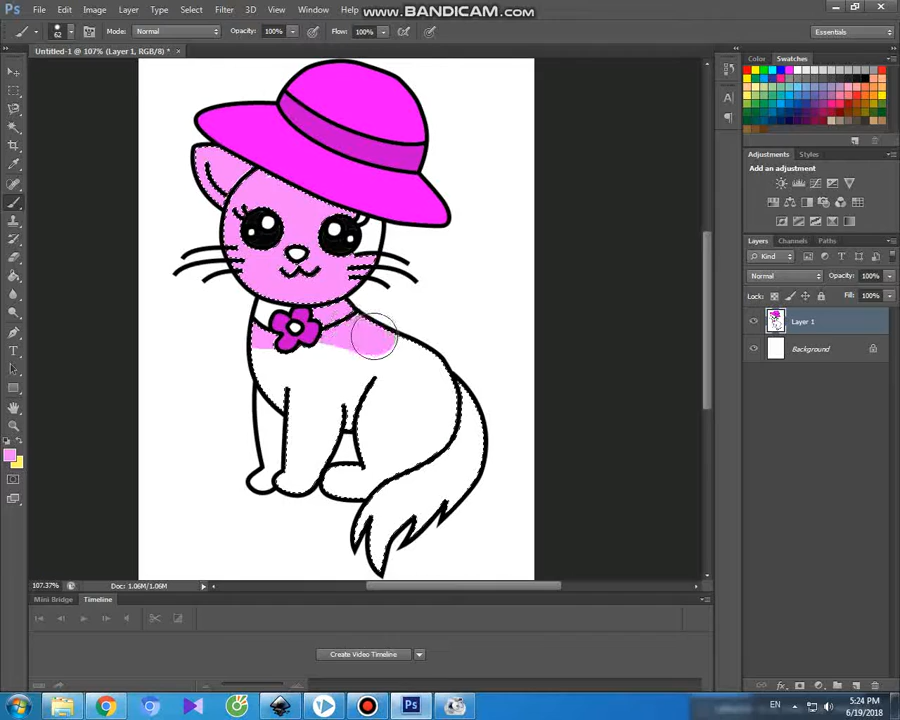 Ps File Edit Image Layer Type Select Filter 3D View Window Help
www.BANDICAM.com
62 Mode: Normal Opacity: 100% Flow: 100% Essentials
Untitled-1 @ 107% (Layer 1, RGB/8) * ×
Color Swatches
Adjustments Styles
Add an adjustment
Layers Channels Paths
Kind
Normal Opacity: 100%
Lock: Fill: 100%
Layer 1
Background
107.37% Doc: 1.06M/1.06M
Mini Bridge Timeline
Create Video Timeline
EN 5:24 PM
6/19/2018